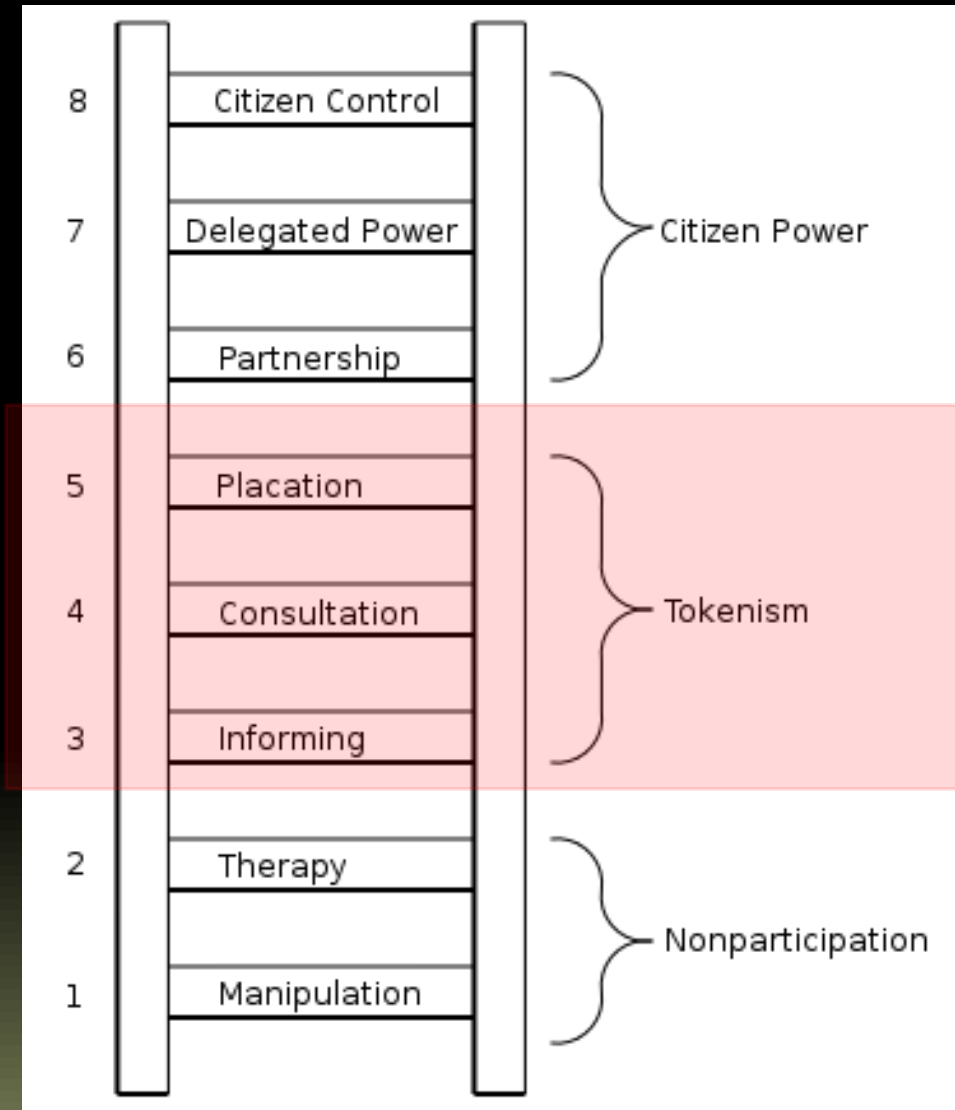 8 Citizen Control
7 Delegated Power
Citizen Power
6 Partnership
5 Placation
4 Consultation
Tokenism
3 Informing
2 Therapy
Nonparticipation
1 Manipulation